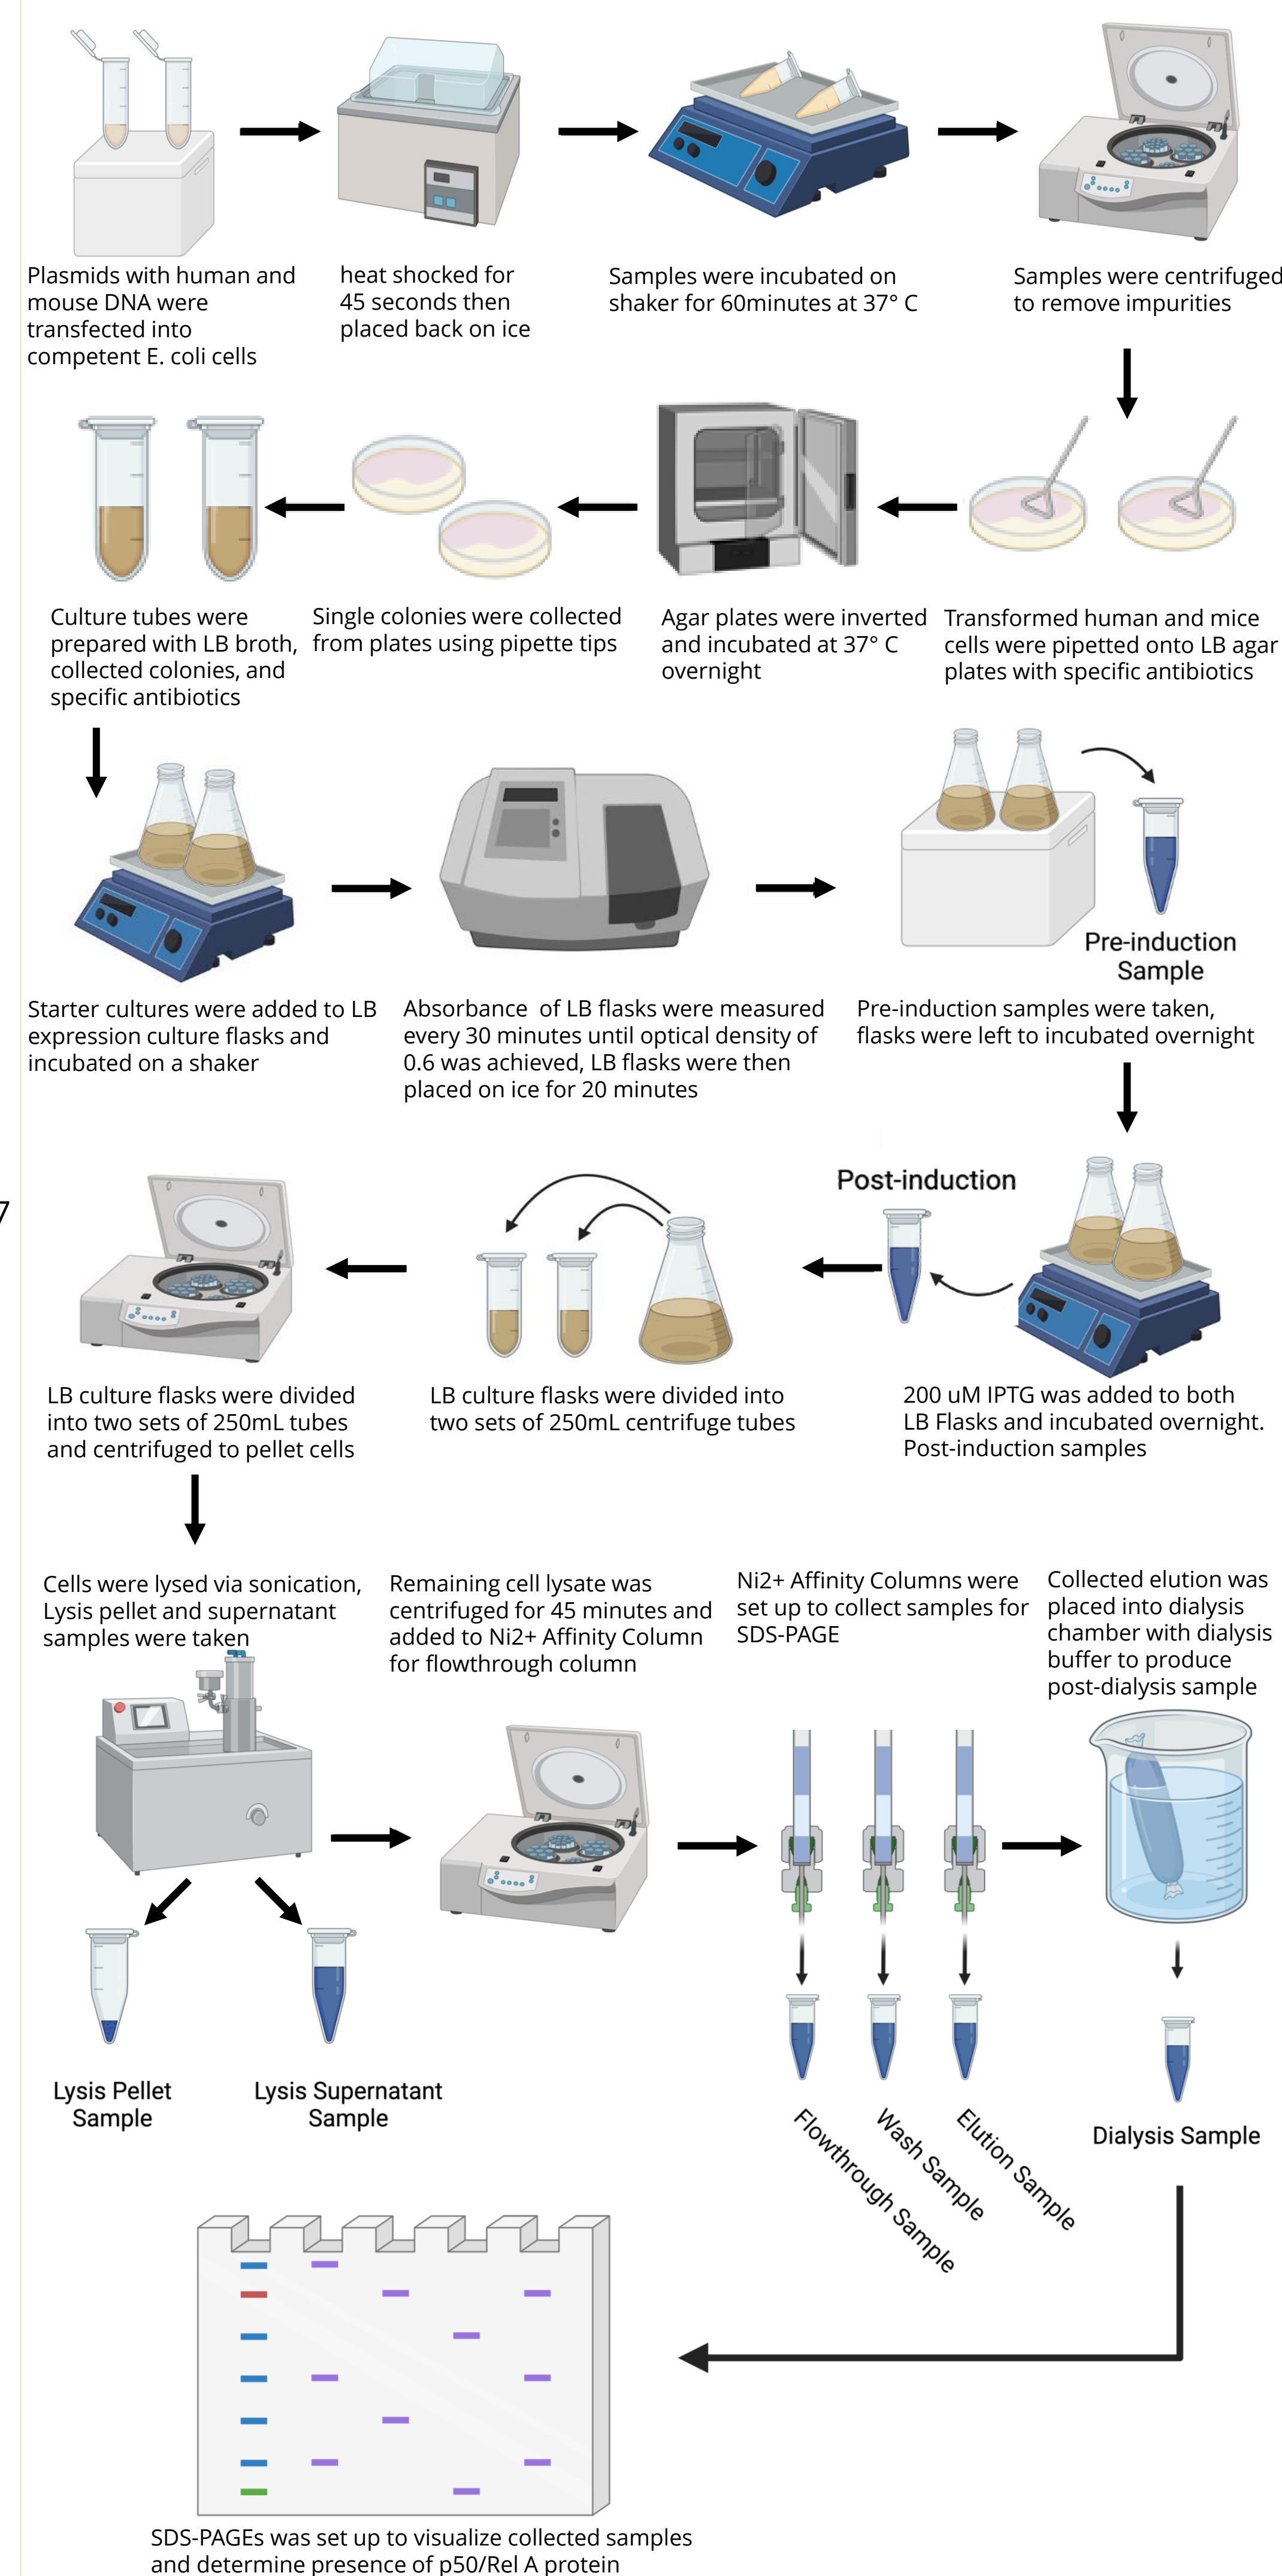 Plasmids with human and
mouse DNA were
transfected into
competent E. coli cells
heat shocked for
45 seconds then
placed back on ice
Samples were incubated on
shaker for 60minutes at 37° C
Samples were centrifuged
to remove impurities
Transformed human and mice
cells were pipetted onto LB agar
plates with specific antibiotics
Agar plates were inverted
and incubated at 37° C
overnight
Single colonies were collected
from plates using pipette tips
Culture tubes were
prepared with LB broth,
collected colonies, and
specific antibiotics
Starter cultures were added to LB
expression culture flasks and
incubated on a shaker
Absorbance of LB flasks were measured
every 30 minutes until optical density of
0.6 was achieved, LB flasks were then
placed on ice for 20 minutes
Pre-induction
Sample
Pre-induction samples were taken,
flasks were left to incubated overnight
Post-induction
200 uM IPTG was added to both
LB Flasks and incubated overnight.
Post-induction samples
LB culture flasks were divided into
two sets of 250mL centrifuge tubes
LB culture flasks were divided
into two sets of 250mL tubes
and centrifuged to pellet cells
7
Cells were lysed via sonication,
Lysis pellet and supernatant
samples were taken
Remaining cell lysate was
centrifuged for 45 minutes and
added to Ni2+ Affinity Column
for flowthrough column
Ni2+ Affinity Columns were
set up to collect samples for
SDS-PAGE
Collected elution was
placed into dialysis
chamber with dialysis
buffer to produce
post-dialysis sample
Lysis Pellet
Sample
Lysis Supernatant
Sample
Flowthrough Sample
Wash Sample
Elution Sample
Dialysis Sample
SDS-PAGEs was set up to visualize collected samples
and determine presence of p50/Rel A protein